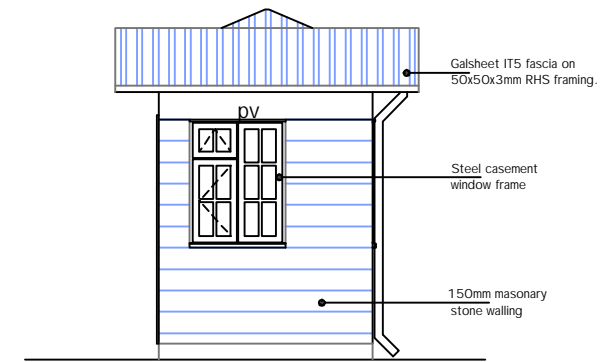 Galsheet IT5 fascia on
50x50x3mm RHS framing.
pv
Steel casement
window frame
150mm masonary
stone walling